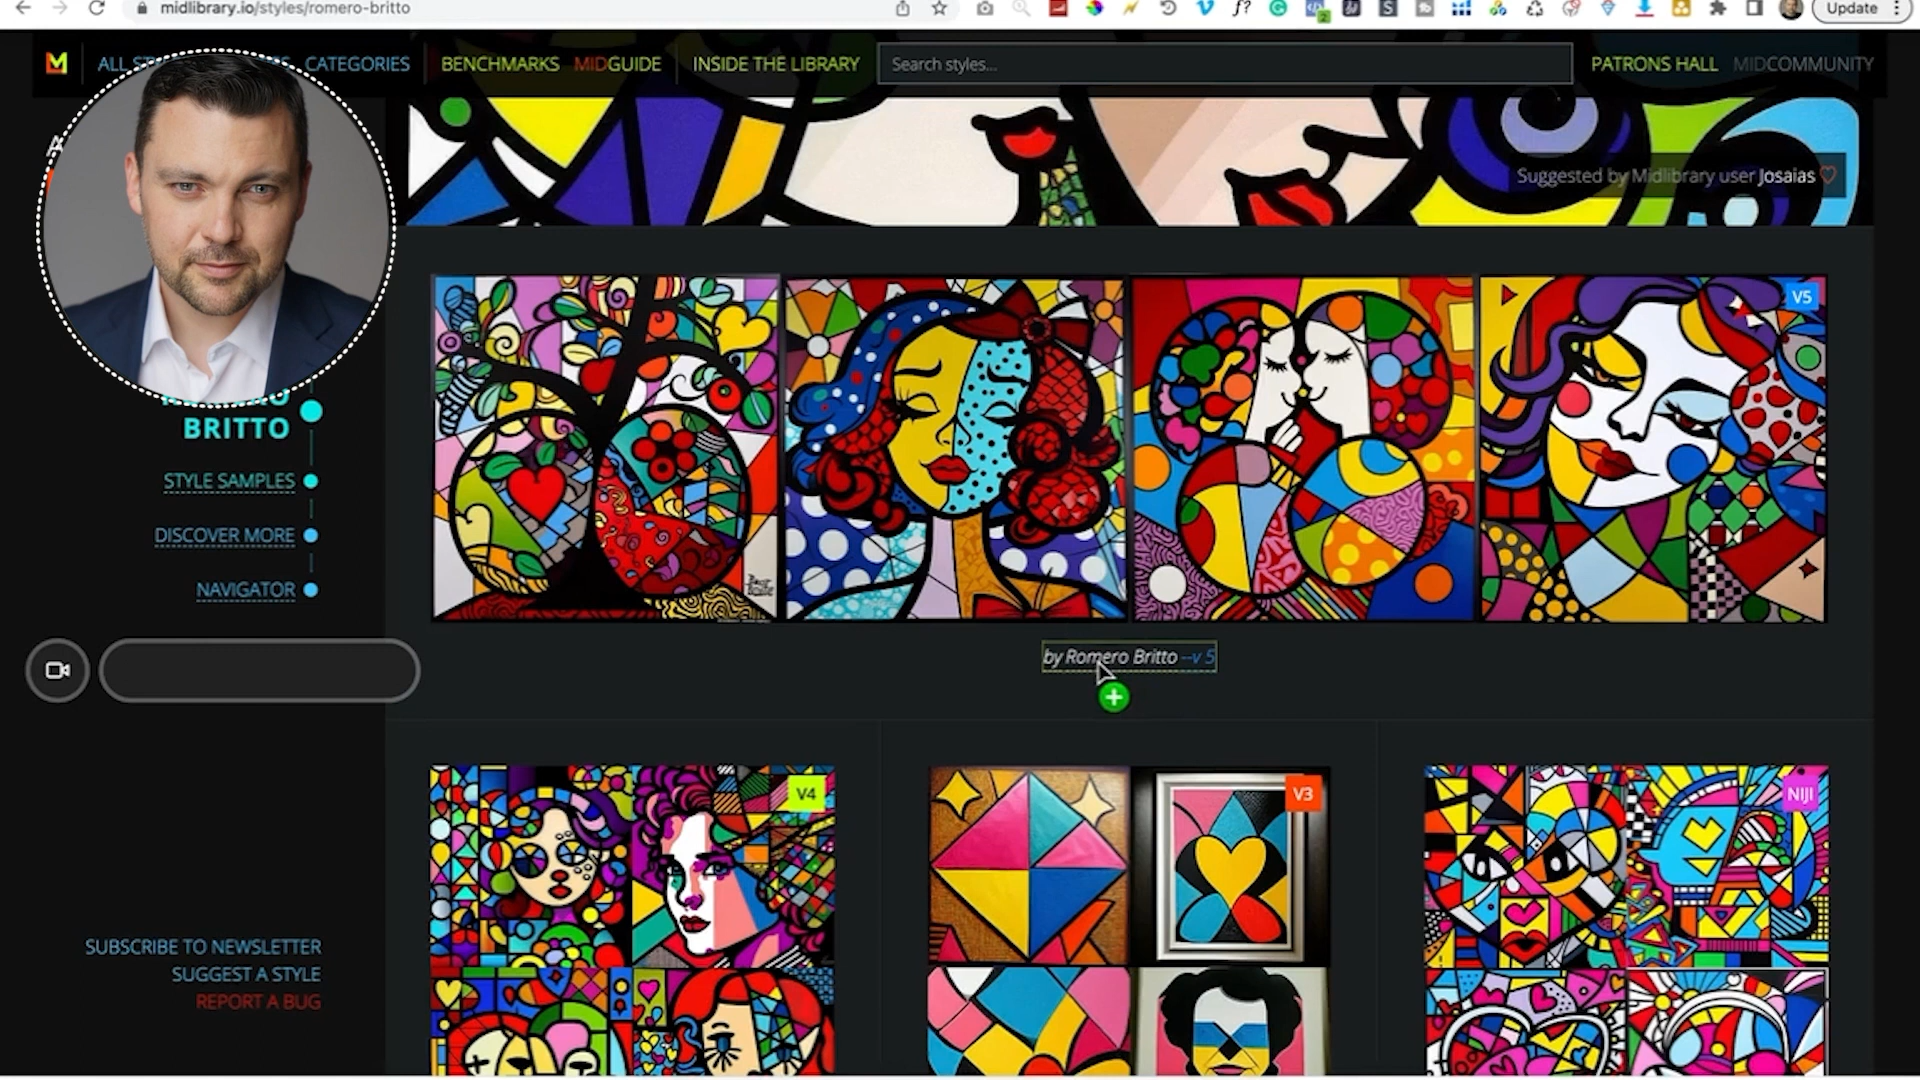 midlibrary.io/styles/romero-britto
Update
ALL
CATEGORIES
BENCHMARKS
MIDGUIDE
INSIDE THE LIBRARY
Search styles...
PATRONS HALL
MIDCOMMUNITY
Suggested by Midlibrary user Josaias
V5
BRITTO
STYLE SAMPLES
DISCOVER MORE
NAVIGATOR
by Romero Britto --v 5
V4
V3
NIJI
SUBSCRIBE TO NEWSLETTER
SUGGEST A STYLE
REPORT A BUG